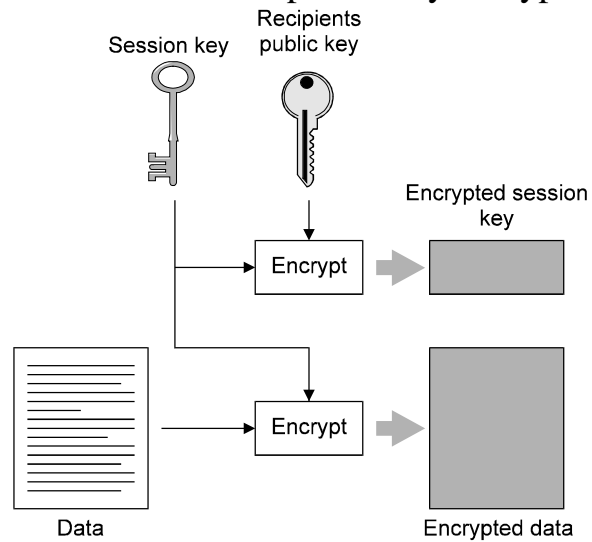 Session key
Recipients
public key
Encrypted session
key
Encrypt
Encrypt
Data
Encrypted data